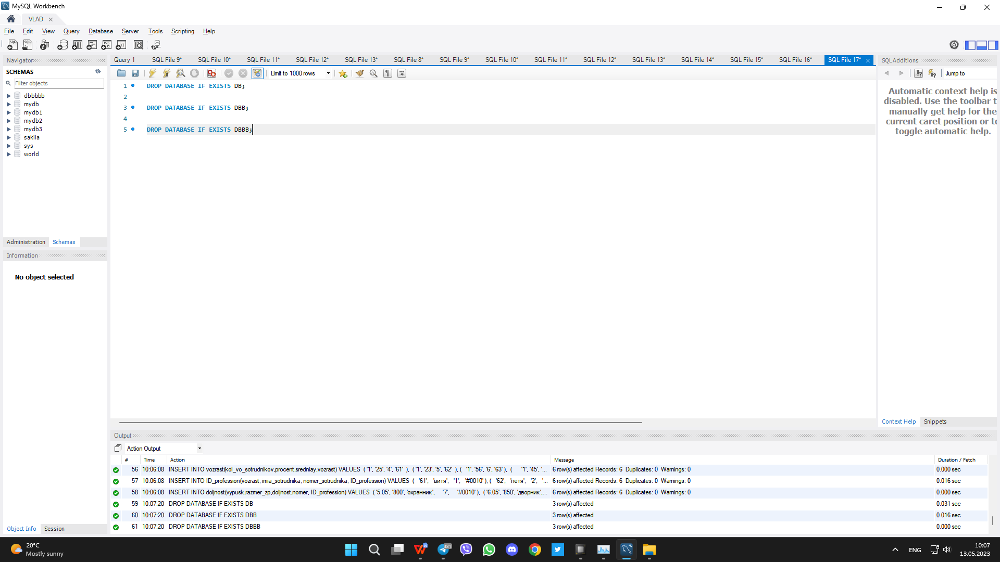 MySQL Workbench
VLAD
File Edit View Query Database Server Tools Scripting Help
Navigator
SCHEMAS
Filter objects
dbbbbb
mydb
mydb1
mydb2
mydb3
sakila
sys
world
Administration Schemas
Information
No object selected
Object Info Session
Query 1 SQL File 9* SQL File 10* SQL File 11* SQL File 12* SQL File 13* SQL File 8* SQL File 9* SQL File 10* SQL File 11* SQL File 12* SQL File 13* SQL File 14* SQL File 15* SQL File 16* SQL File 17*
Limit to 1000 rows
1 DROP DATABASE IF EXISTS DB;
2
3 DROP DATABASE IF EXISTS DBB;
4
5 DROP DATABASE IF EXISTS DBBB;
SQLAdditions
Jump to
Automatic context help is
disabled. Use the toolbar t
manually get help for the
current caret position or to
toggle automatic help.
Context Help Snippets
Output
Action Output
# Time Action Message Duration / Fetch
56 10:06:08 INSERT INTO vozrast(kol_vo_sotrudnikov,procent,sredniay,vozrast) VALUES ( '1', '25', '4', '61' ), ( '1', '23', '5', '62' ), ( '1', '56', '6', '63' ), ( '1', '45', '... 6 row(s) affected Records: 6 Duplicates: 0 Warnings: 0 0.000 sec
57 10:06:08 INSERT INTO ID_profession(vozrast, imia_sotrudnika, nomer_sotrudnika, ID_profession) VALUES ( '61', 'витя', '1', '#0010' ), ( '62', 'петя', '2', '... 6 row(s) affected Records: 6 Duplicates: 0 Warnings: 0 0.016 sec
58 10:06:08 INSERT INTO doljnost(vypusk,razmer_zp,doljnost,nomer, ID_profession) VALUES ( '5.05', '800', 'охранник', '7', '#0010' ), ( '6.05', '850', 'дворник',... 6 row(s) affected Records: 6 Duplicates: 0 Warnings: 0 0.000 sec
59 10:07:20 DROP DATABASE IF EXISTS DB 3 row(s) affected 0.031 sec
60 10:07:20 DROP DATABASE IF EXISTS DBB 3 row(s) affected 0.016 sec
61 10:07:20 DROP DATABASE IF EXISTS DBBB 3 row(s) affected 0.000 sec
20°C
Mostly sunny
381
ENG
10:07
13.05.2023